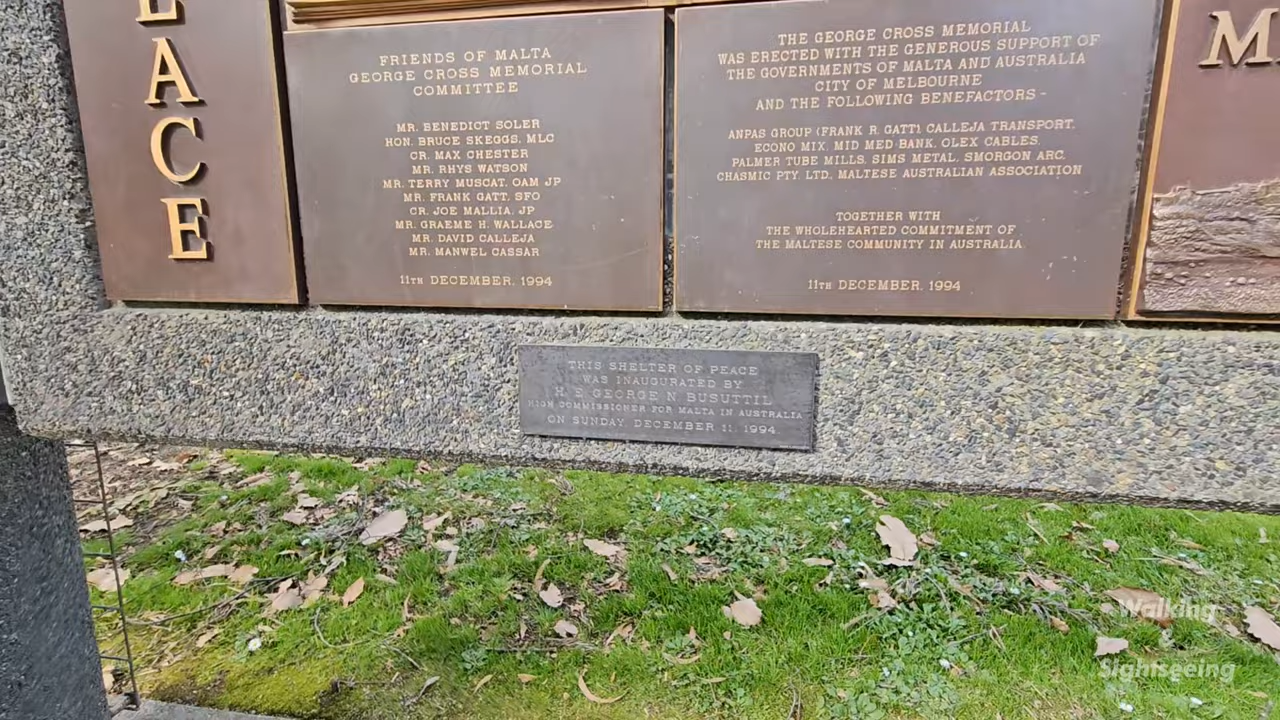 LACE
FRIENDS OF MALTA
GEORGE CROSS MEMORIAL
COMMITTEE
MR. BENEDICT SOLER
HON. BRUCE SKEGGS, MLC
CR. MAX CHESTER
MR. RHYS WATSON
MR. TERRY MUSCAT, OAM JP
MR. FRANK GATT, SFO
CR. JOE MALLIA, JP
MR. GRAEME H. WALLACE
MR. DAVID CALLEJA
MR. MANWEL CASSAR
11TH DECEMBER, 1994
THE GEORGE CROSS MEMORIAL
WAS ERECTED WITH THE GENEROUS SUPPORT OF
THE GOVERNMENTS OF MALTA AND AUSTRALIA
CITY OF MELBOURNE
AND THE FOLLOWING BENEFACTORS -
ANPAS GROUP (FRANK R. GATT), CALLEJA TRANSPORT,
ECONO MIX, MID MED BANK, OLEX CABLES,
PALMER TUBE MILLS, SIMS METAL, SMORGON ARC,
CHASMIC PTY. LTD., MALTESE AUSTRALIAN ASSOCIATION
TOGETHER WITH
THE WHOLEHEARTED COMMITMENT OF
THE MALTESE COMMUNITY IN AUSTRALIA.
11TH DECEMBER, 1994
M
THIS SHELTER OF PEACE
WAS INAUGURATED BY
H. E. GEORGE N BUSUTTIL
HIGH COMMISSIONER FOR MALTA IN AUSTRALIA
ON SUNDAY, DECEMBER 11, 1994
Walking
Sightseeing